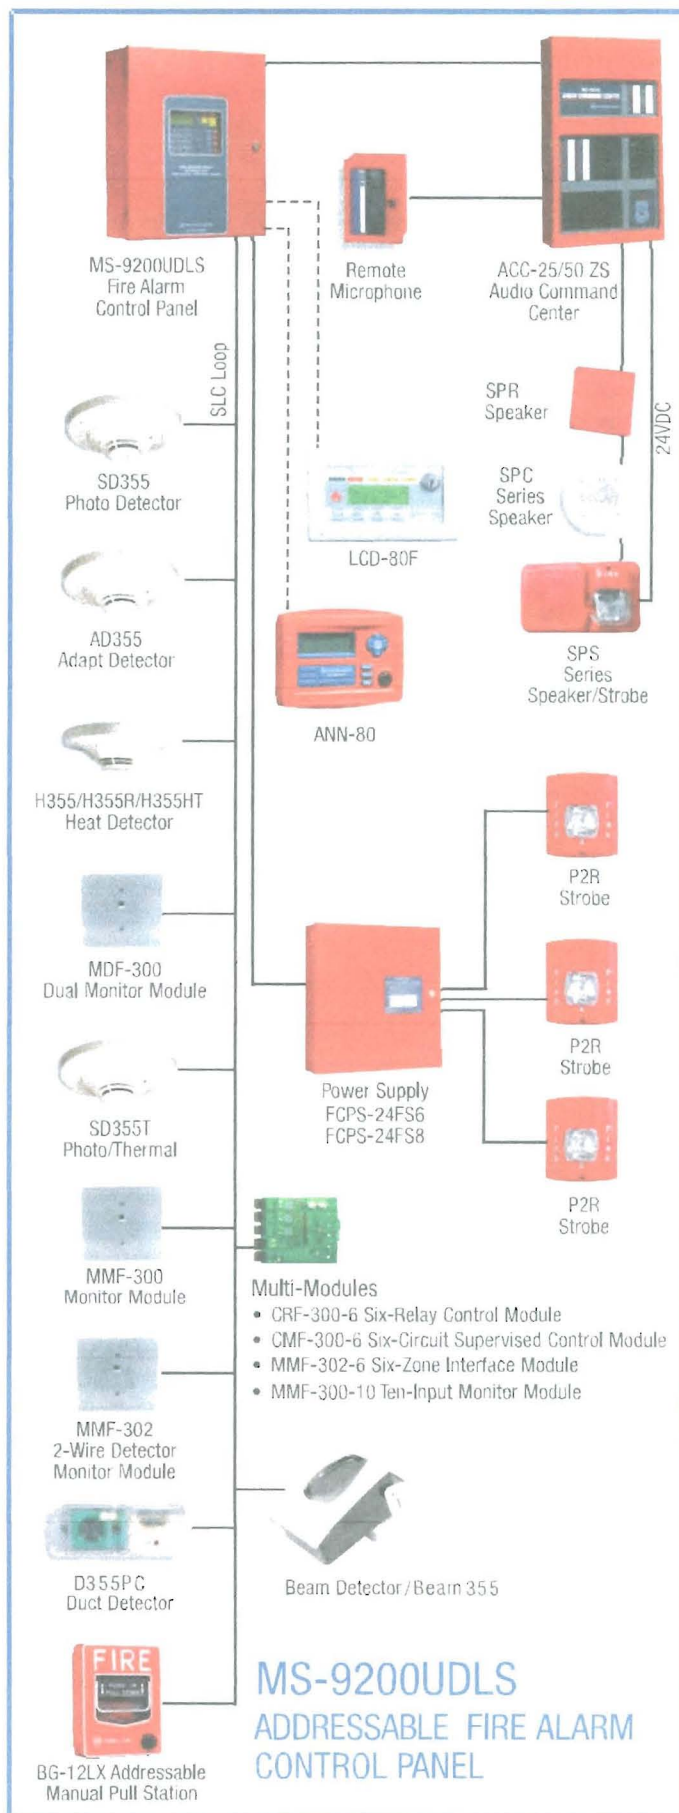 MS-9200UDLS
Fire Alarm
Control Panel
Remote
Microphone
ACC-25/50 ZS
Audio Command
Center
SLC Loop
SPR
Speaker
24VDC
SD355
Photo Detector
SPC
Series
Speaker
LCD-80F
AD355
Adapt Detector
SPS
Series
Speaker/Strobe
ANN-80
H355/H355R/H355HT
Heat Detector
P2R
Strobe
MDF-300
Dual Monitor Module
P2R
Strobe
Power Supply
FCPS-24FS6
FCPS-24FS8
SD355T
Photo/Thermal
P2R
Strobe
MMF-300
Monitor Module
Multi-Modules
• CRF-300-6 Six-Relay Control Module
• CMF-300-6 Six-Circuit Supervised Control Module
• MMF-302-6 Six-Zone Interface Module
• MMF-300-10 Ten-Input Monitor Module
MMF-302
2-Wire Detector
Monitor Module
D355PC
Duct Detector
Beam Detector/Beam 355
FIRE
BG-12LX Addressable
Manual Pull Station
MS-9200UDLS
ADDRESSABLE FIRE ALARM
CONTROL PANEL